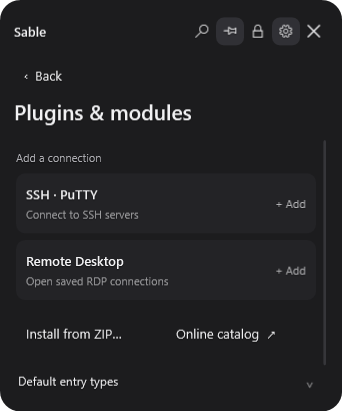 Sable
‹ Back
Plugins & modules
Add a connection
SSH · PuTTY
Connect to SSH servers
+ Add
Remote Desktop
Open saved RDP connections
+ Add
Install from ZIP...
Online catalog ↗
Default entry types